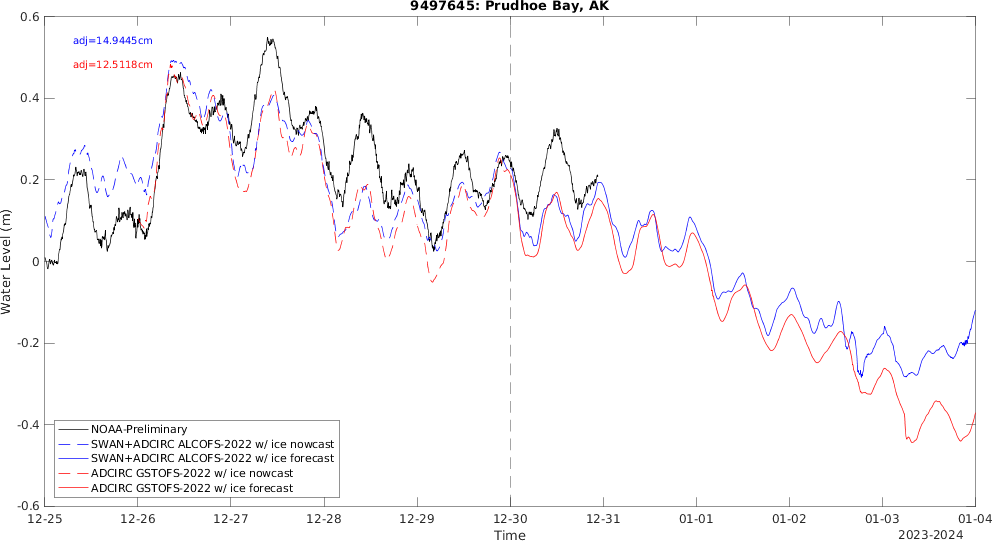 9497645: Prudhoe Bay, AK
adj=14.9445cm
adj=12.5118cm
Water Level (m)
0.6
0.4
0.2
0
-0.2
-0.4
-0.6
NOAA-Preliminary
SWAN+ADCIRC ALCOFS-2022 w/ ice nowcast
SWAN+ADCIRC ALCOFS-2022 w/ ice forecast
ADCIRC GSTOFS-2022 w/ ice nowcast
ADCIRC GSTOFS-2022 w/ ice forecast
12-25 12-26 12-27 12-28 12-29 12-30 12-31 01-01 01-02 01-03 01-04
Time
2023-2024